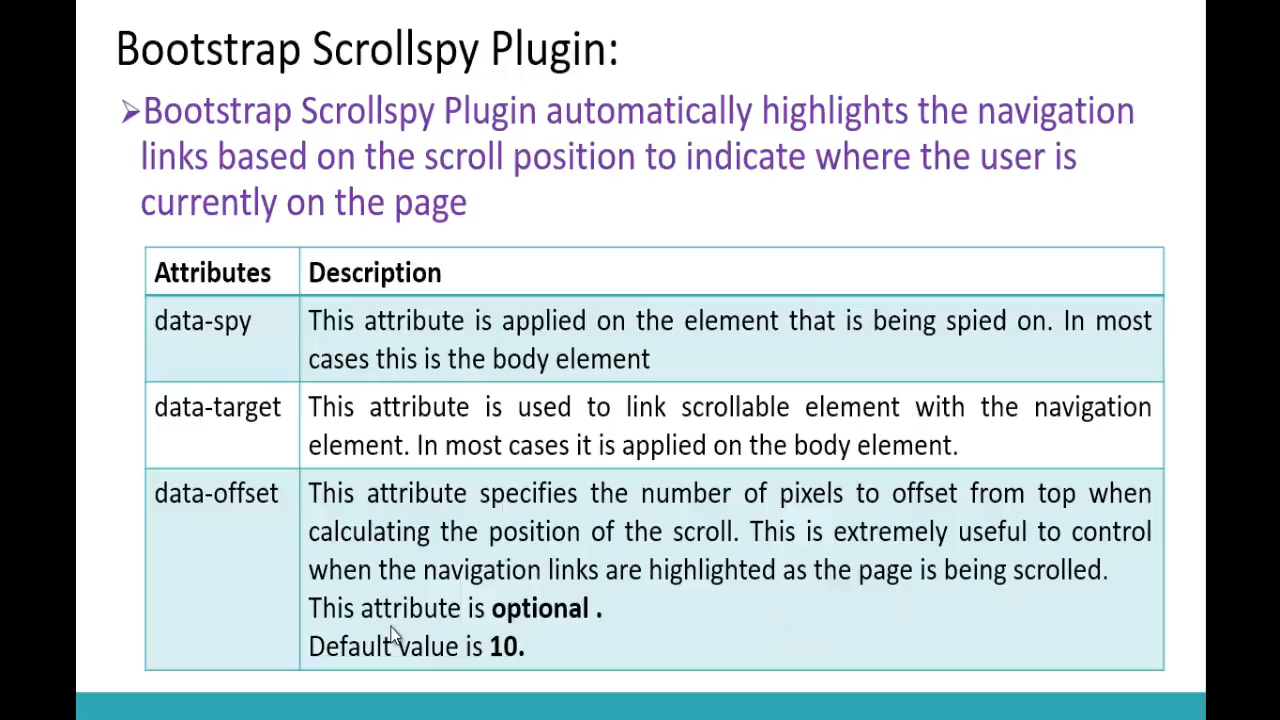 Bootstrap Scrollspy Plugin:
Bootstrap Scrollspy Plugin automatically highlights the navigation
links based on the scroll position to indicate where the user is
currently on the page
Attributes Description
data-spy This attribute is applied on the element that is being spied on. In most
cases this is the body element
data-target This attribute is used to link scrollable element with the navigation
element. In most cases it is applied on the body element.
data-offset This attribute specifies the number of pixels to offset from top when
calculating the position of the scroll. This is extremely useful to control
when the navigation links are highlighted as the page is being scrolled.
This attribute is optional .
Default value is 10.